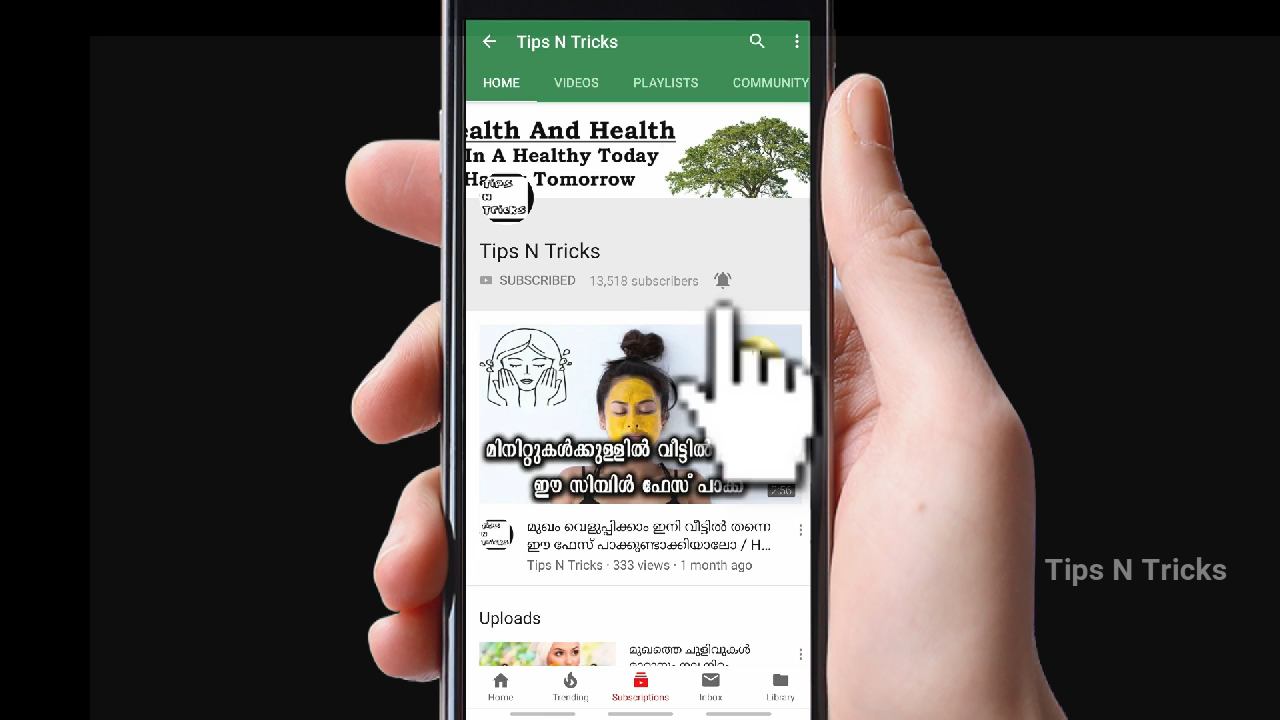 Tips N Tricks
HOME VIDEOS PLAYLISTS COMMUNITY
ealth And Health
In A Healthy Today
Tomorrow
Tips
N
Tricks
Tips N Tricks
SUBSCRIBED 13,518 subscribers
മിനിറ്റുകൾക്കുള്ളിൽ വീട്ടിൽ
ഈ സിമ്പിൾ ഫേസ് പാക്ക്
2:56
മുഖം വെളുപ്പിക്കാം ഇനി വീട്ടിൽ തന്നെ
ഈ ഫേസ് പാക്കുണ്ടാക്കിയാലോ / H...
Tips N Tricks · 333 views · 1 month ago
Tips N Tricks
Uploads
മുഖത്തെ ചുളിവുകൾ
Home Trending Subscriptions Inbox Library